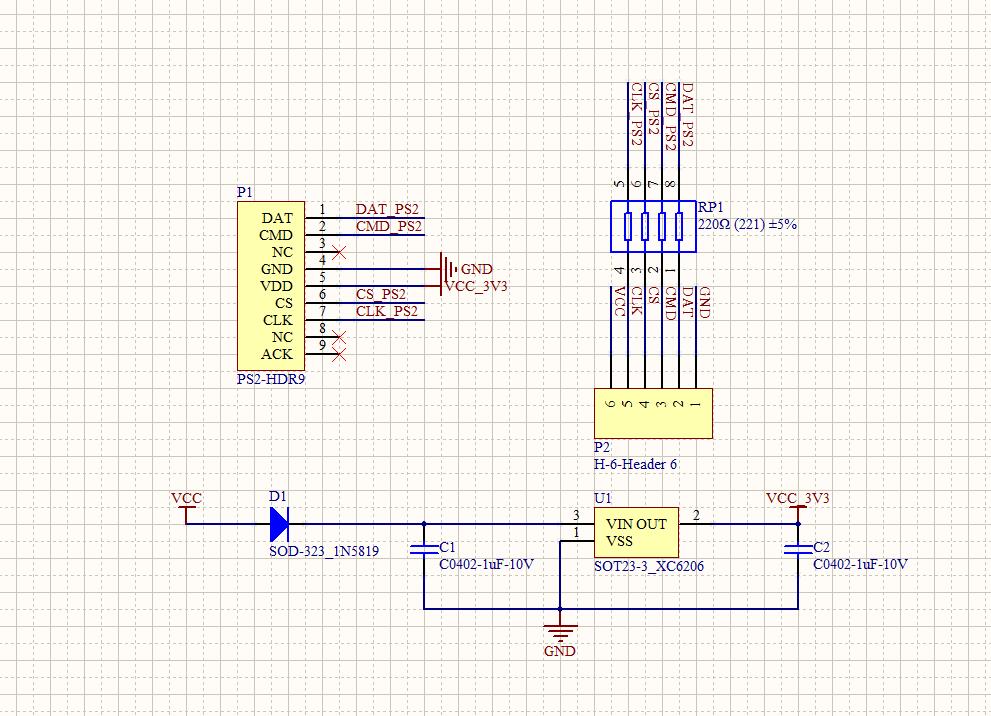 CLK_PS2
CS_PS2
CMD_PS2
DAT_PS2
5 6 7 8
RP1
220Ω (221) ±5%
4 3 2 1
VCC
CLK
CS
CMD
DAT
GND
6 5 4 3 2 1
P2
H-6-Header 6
P1
DAT 1 DAT_PS2
CMD 2 CMD_PS2
NC 3
GND 4 GND
VDD 5 VCC_3V3
CS 6 CS_PS2
CLK 7 CLK_PS2
NC 8
ACK 9
PS2-HDR9
VCC
D1
SOD-323_1N5819
C1
C0402-1uF-10V
U1
3 VIN OUT 2
1 VSS
SOT23-3_XC6206
VCC_3V3
C2
C0402-1uF-10V
GND